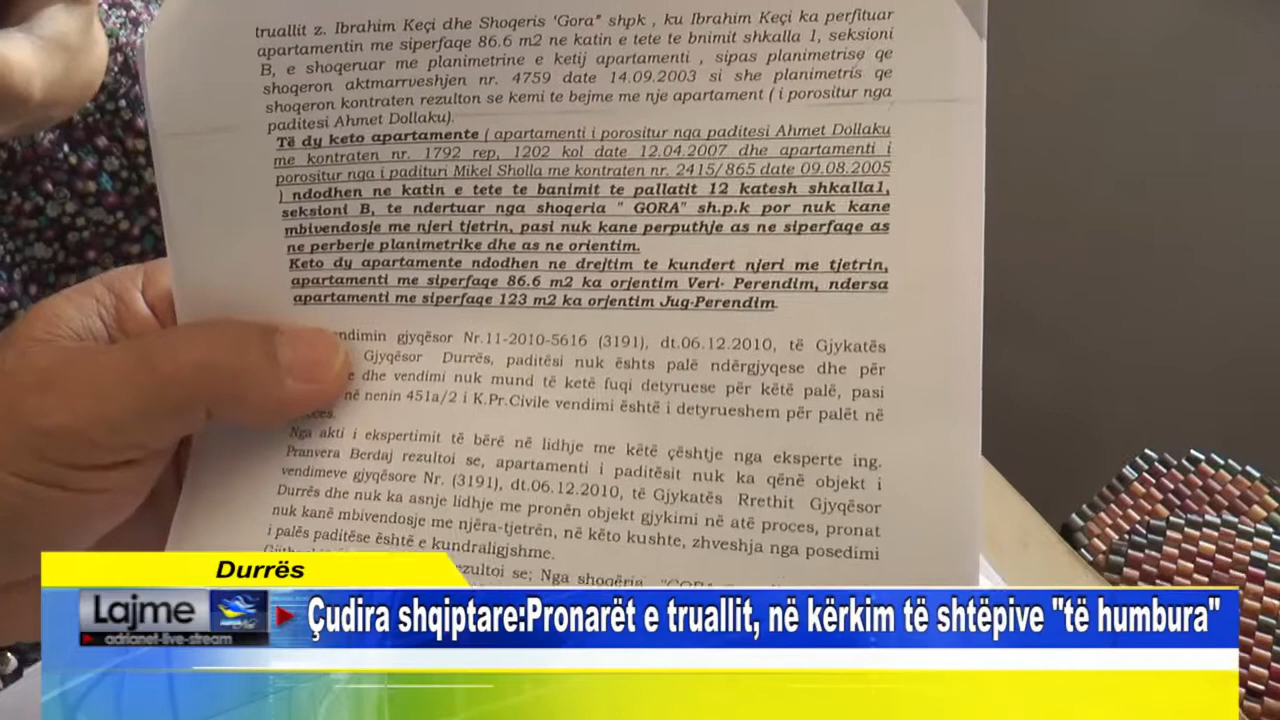 truallit z. Ibrahim Keçi dhe Shoqeris 'Gora" shpk , ku Ibrahim Keçi ka perfituar
apartamentin me siperfaqe 86.6 m2 ne katin e tete te bnimit shkalla 1, seksioni
B, e shoqeruar me planimetrine e ketij apartamenti , sipas planimetrise qe
shoqeron aktmarrveshjen nr. 4759 date 14.09.2003 si she planimetris qe
shoqeron kontraten rezulton se kemi te bejme me nje apartament ( i porositur nga
paditesi Ahmet Dollaku).
Të dy keto apartamente ( apartamenti i porositur nga paditesi Ahmet Dollaku
me kontraten nr. 1792 rep, 1202 kol date 12.04.2007 dhe apartamenti i
porositur nga i padituri Mikel Sholla me kontraten nr. 2415/865 date 09.08.2005
) ndodhen ne katin e tete te banimit te pallatit 12 katesh shkalla1,
seksioni B, te ndertuar nga shoqeria " GORA" sh.p.k por nuk kane
mbivendosje me njeri tjetrin, pasi nuk kane perputhje as ne siperfaqe as
ne perberje planimetrike dhe as ne orientim.
Keto dy apartamente ndodhen ne drejtim te kundert njeri me tjetrin,
apartamenti me siperfaqe 86.6 m2 ka orjentim Veri- Perendim, ndersa
apartamenti me siperfaqe 123 m2 ka orjentim Jug-Perendim.
ndimin gjyqësor Nr.11-2010-5616 (3191), dt.06.12.2010, të Gjykatës
Gjyqësor Durrës, paditësi nuk ështs palë ndërgjyqese dhe për
e dhe vendimi nuk mund të ketë fuqi detyruese për këtë palë, pasi
në nenin 451a/2 i K.Pr.Civile vendimi është i detyrueshem për palët në
Nga akti i ekspertimit të bërë në lidhje me këtë çështje nga eksperte ing.
Pranvera Berdaj rezultoi se, apartamenti i paditësit nuk ka qënë objekt i
vendimeve gjyqësore Nr. (3191), dt.06.12.2010, të Gjykatës Rrethit Gjyqësor
Durrës dhe nuk ka asnje lidhje me pronën objekt gjykimi në atë proces, pronat
nuk kanë mbivendosje me njëra-tjetrën, në këto kushte, zhveshja nga posedimi
i palës paditëse është e kundraligjshme.
zultoi se; Nga shoqëria
Durrës
Lajme
adrianet-live-stream
Çudira shqiptare:Pronarët e truallit, në kërkim të shtëpive "të humbura"